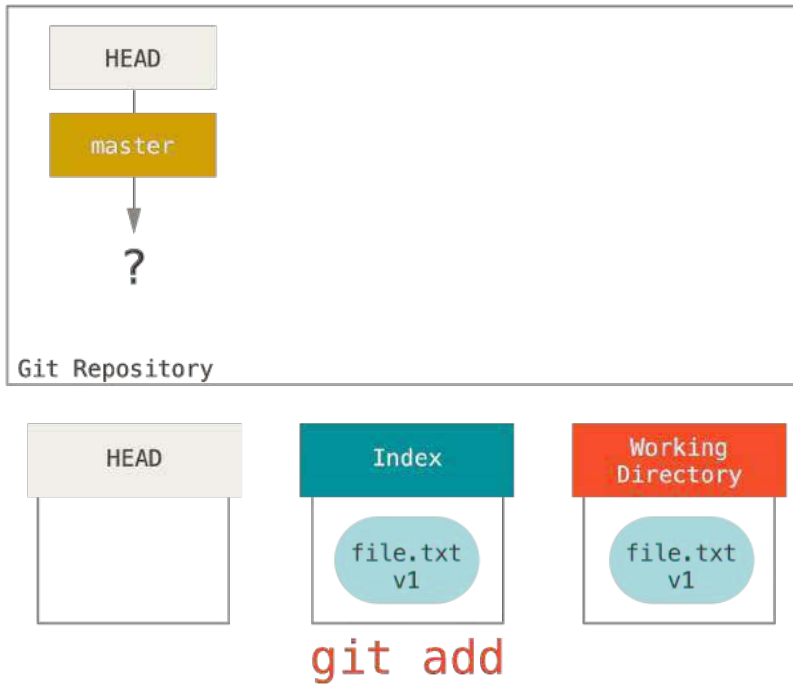 HEAD
master
?
Git Repository
HEAD
Index
Working
Directory
file.txt
v1
file.txt
v1
git add